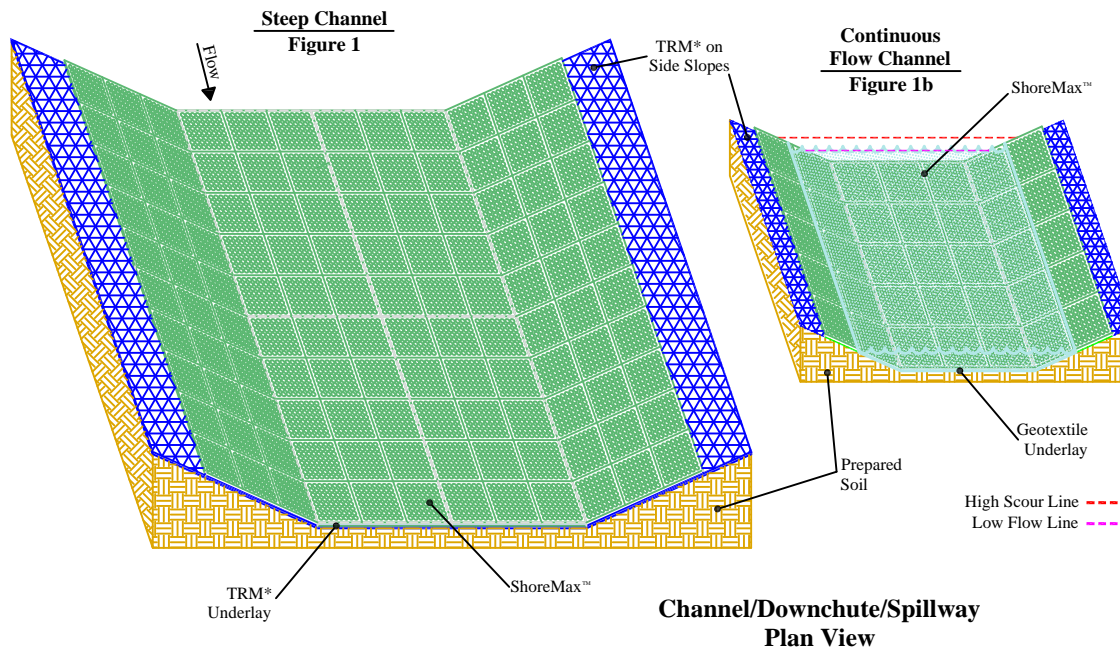 Steep Channel
Figure 1
Flow
TRM* on
Side Slopes
Continuous
Flow Channel
Figure 1b
ShoreMax™
Geotextile
Underlay
Prepared
Soil
High Scour Line
Low Flow Line
TRM*
Underlay
ShoreMax™
Channel/Downchute/Spillway
Plan View